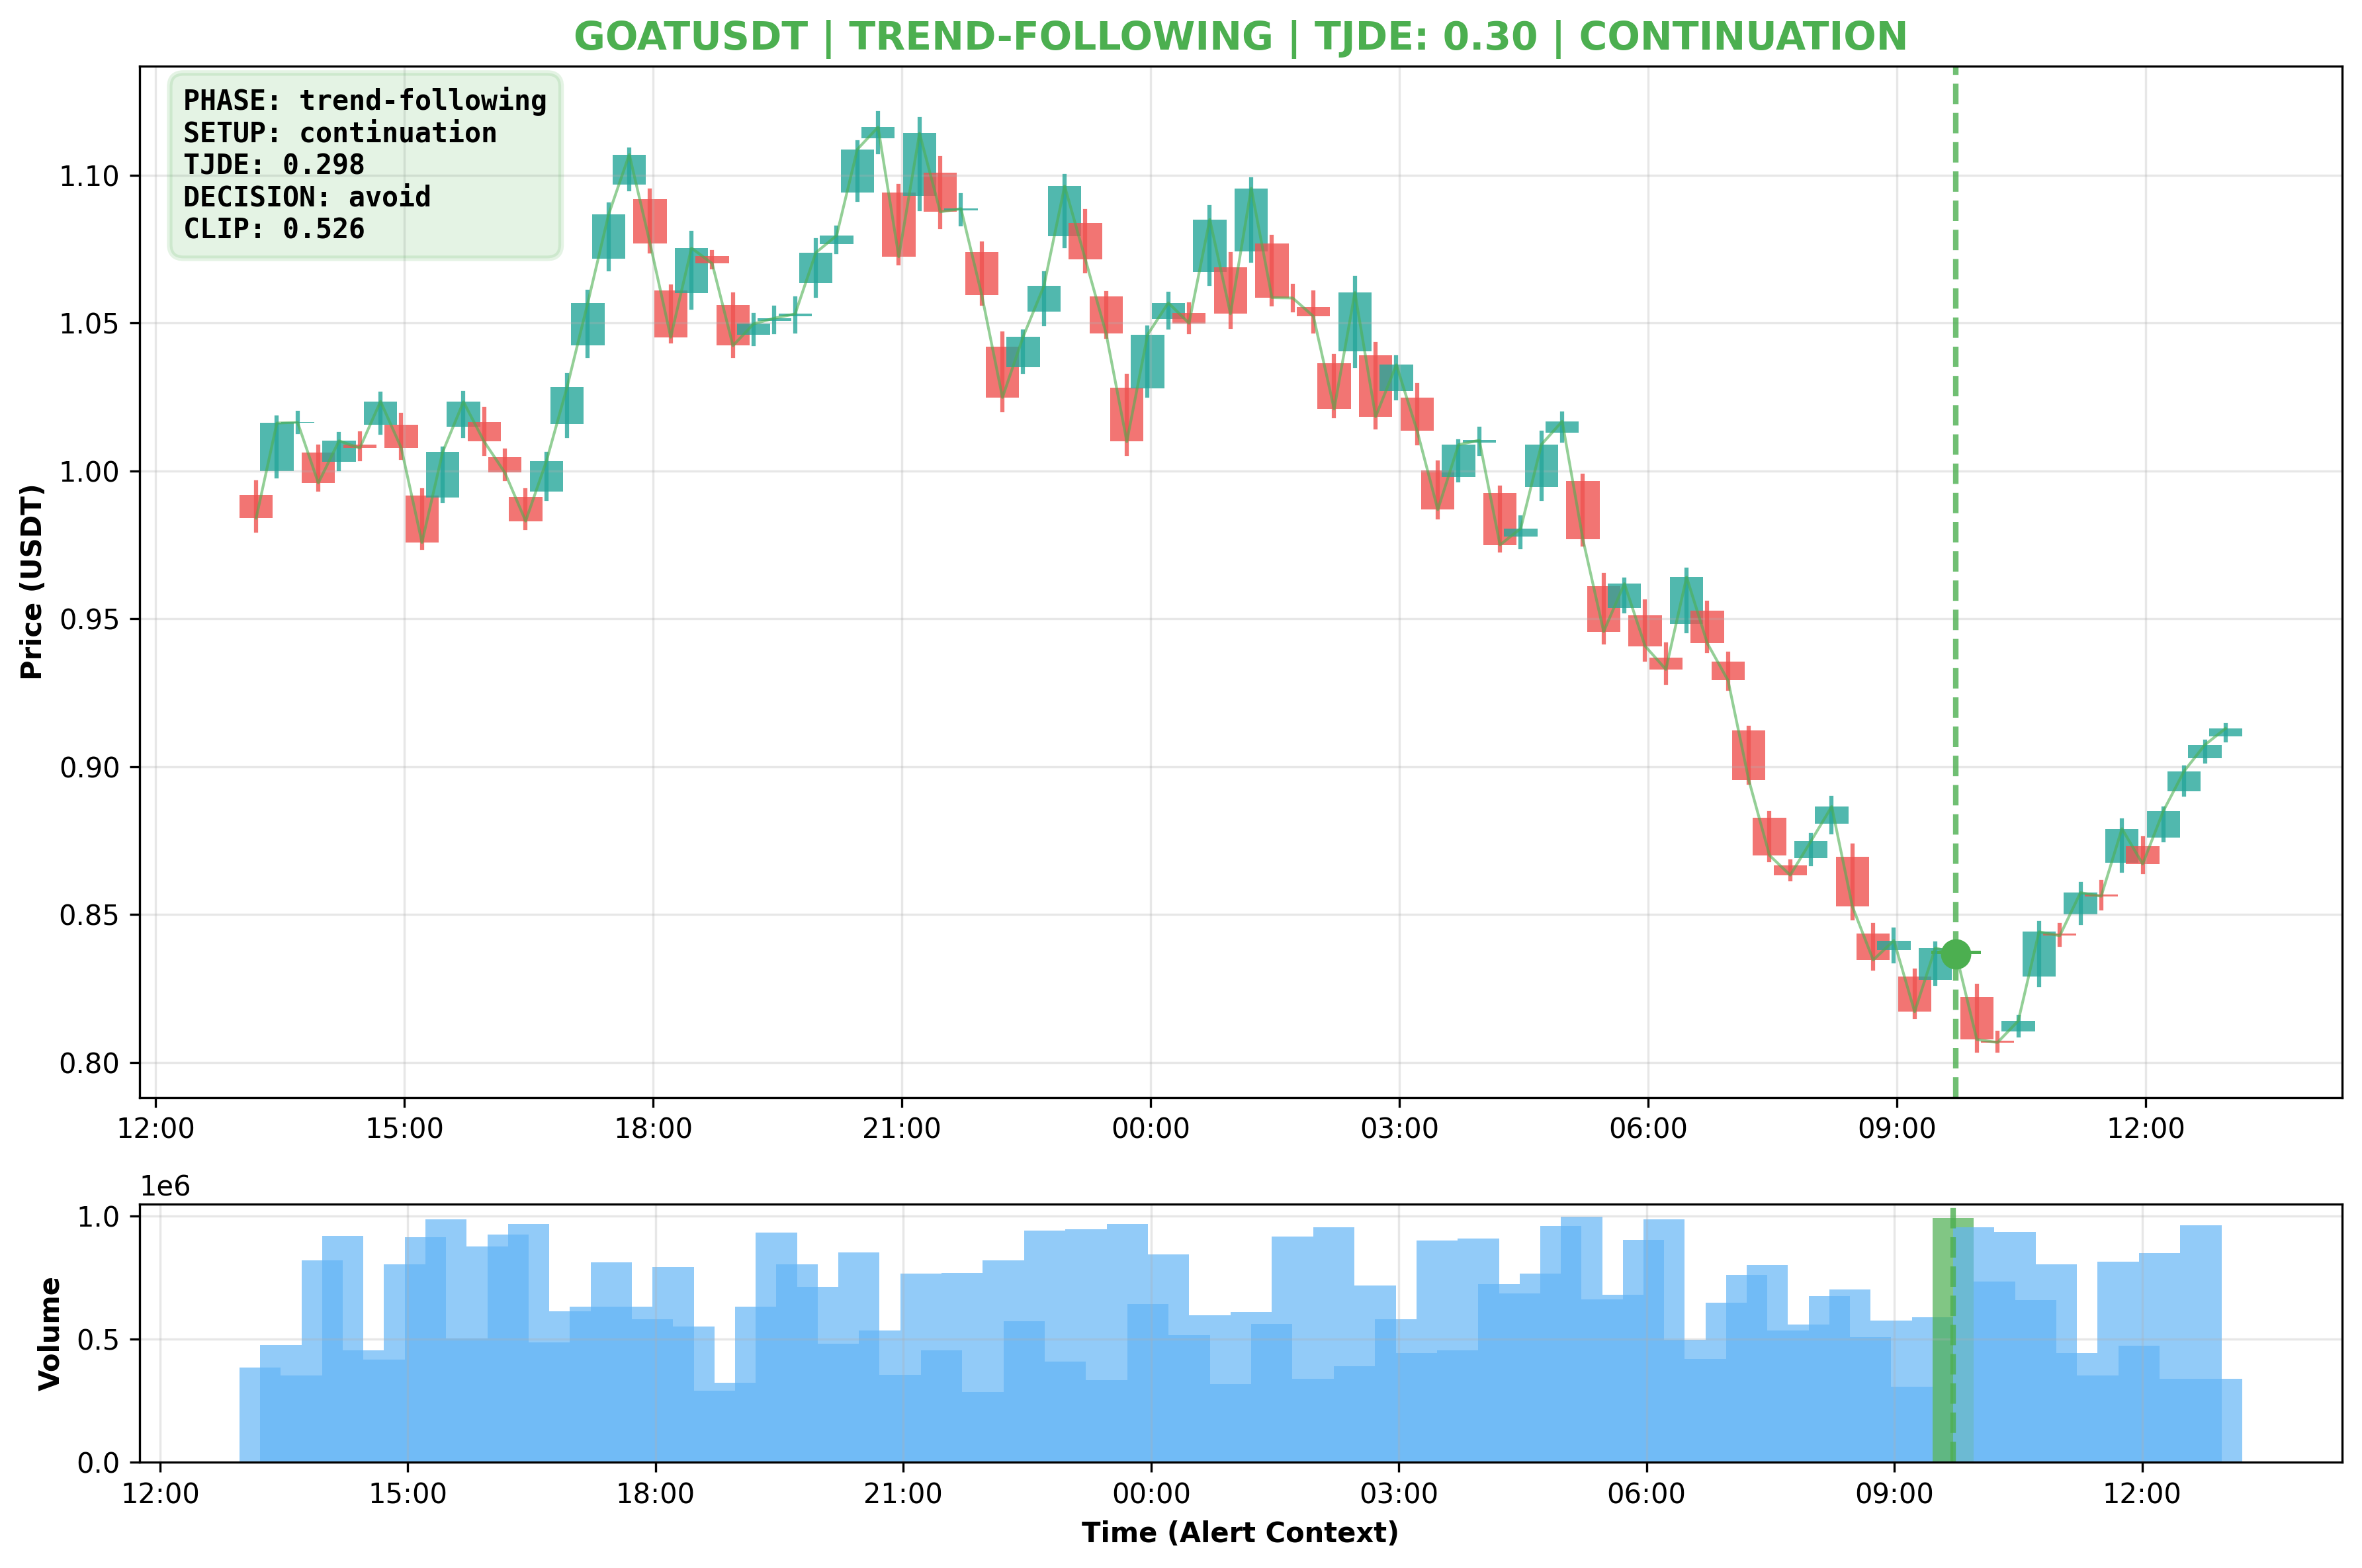 GOATUSDT | TREND-FOLLOWING | TJDE: 0.30 | CONTINUATION
PHASE: trend-following
SETUP: continuation
TJDE: 0.298
DECISION: avoid
CLIP: 0.526
Price (USDT)
1.10
1.05
1.00
0.95
0.90
0.85
0.80
12:00 15:00 18:00 21:00 00:00 03:00 06:00 09:00 12:00
1e6
Volume
1.0
0.5
0.0
12:00 15:00 18:00 21:00 00:00 03:00 06:00 09:00 12:00
Time (Alert Context)